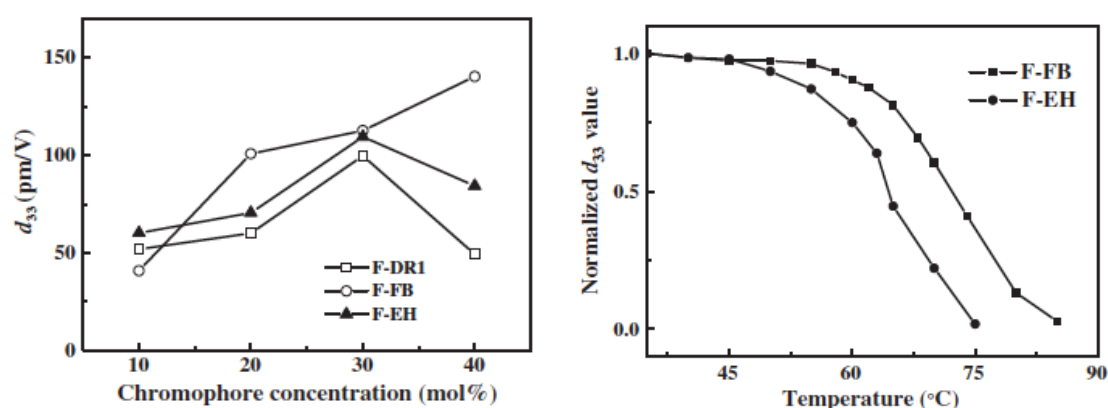 150
100
50
0
d₃₃ (pm/V)
F-DR1
F-FB
F-EH
10 20 30 40
Chromophore concentration (mol%)
1.0
0.5
0.0
Normalized d₃₃ value
F-FB
F-EH
45 60 75 90
Temperature (°C)